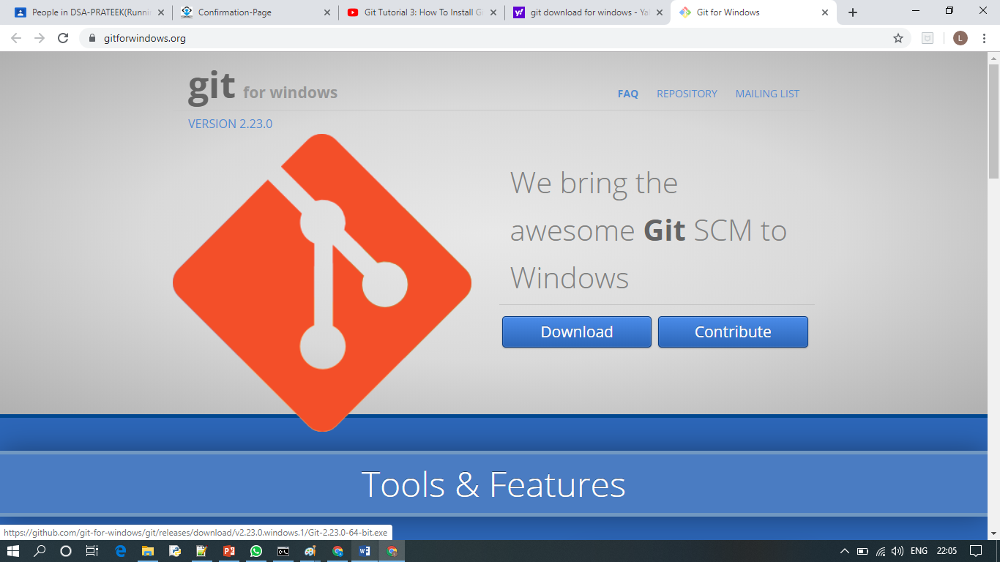 People in DSA-PRATEEK(Runni
Confirmation-Page
Git Tutorial 3: How To Install Gi
git download for windows - Yal
Git for Windows
gitforwindows.org
L
git for windows
FAQ
REPOSITORY
MAILING LIST
VERSION 2.23.0
We bring the
awesome Git SCM to
Windows
Download
Contribute
Tools & Features
https://github.com/git-for-windows/git/releases/download/v2.23.0.windows.1/Git-2.23.0-64-bit.exe
ENG
22:05